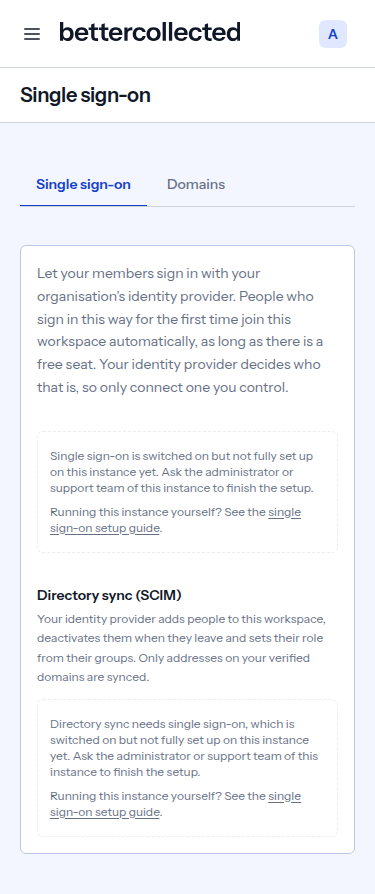 bettercollected
A
Single sign-on
Single sign-on
Domains
Let your members sign in with your
organisation's identity provider. People who
sign in this way for the first time join this
workspace automatically, as long as there is a
free seat. Your identity provider decides who
that is, so only connect one you control.
Single sign-on is switched on but not fully set up
on this instance yet. Ask the administrator or
support team of this instance to finish the setup.
Running this instance yourself? See the single
sign-on setup guide.
Directory sync (SCIM)
Your identity provider adds people to this workspace,
deactivates them when they leave and sets their role
from their groups. Only addresses on your verified
domains are synced.
Directory sync needs single sign-on, which is
switched on but not fully set up on this instance
yet. Ask the administrator or support team of this
instance to finish the setup.
Running this instance yourself? See the single
sign-on setup guide.